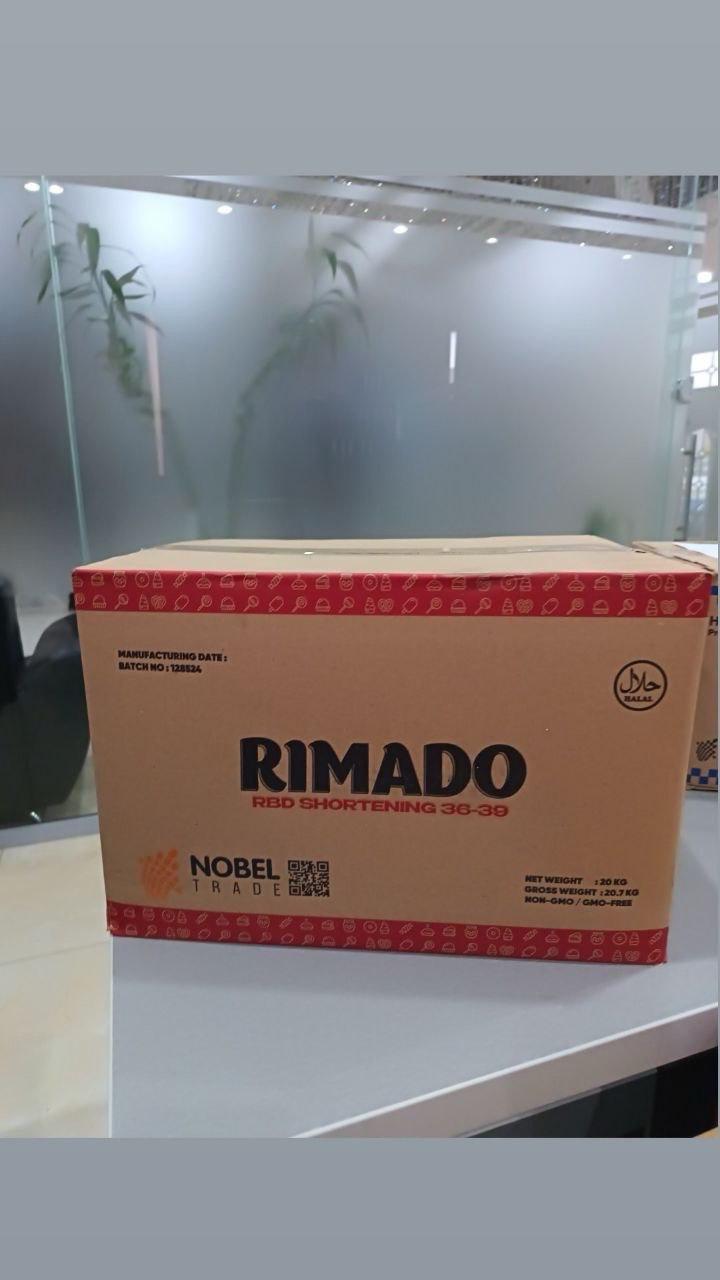 MANUFACTURING DATE :
BATCH NO : 128524
حلال
HALAL
RIMADO
RBD SHORTENING 36-39
NOBEL
TRADE
NET WEIGHT : 20 KG
GROSS WEIGHT : 20.7 KG
NON-GMO / GMO-FREE